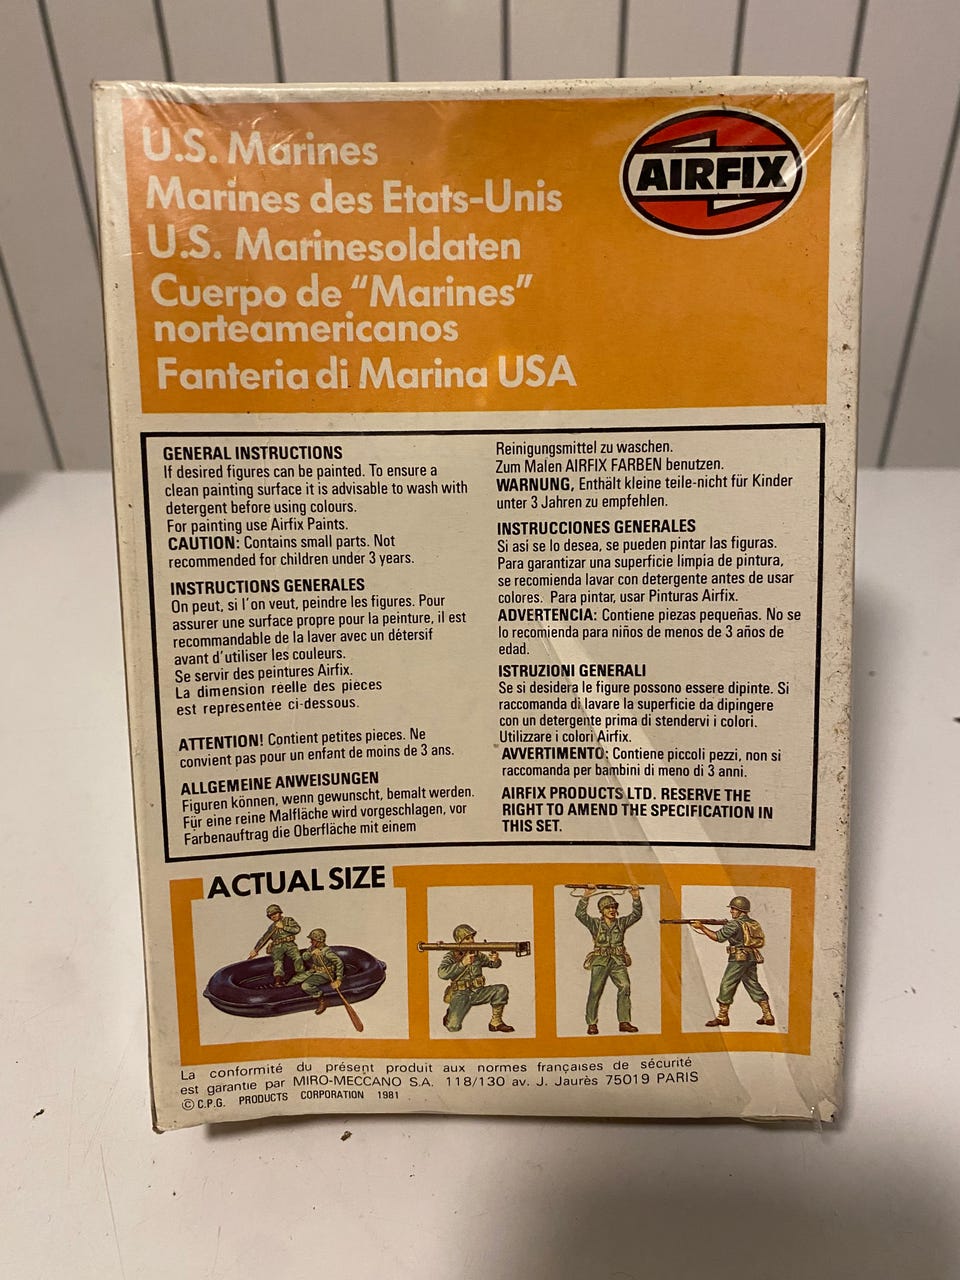 U.S. Marines
Marines des Etats-Unis
U.S. Marinesoldaten
Cuerpo de “Marines”
norteamericanos
Fanteria di Marina USA
AIRFIX
GENERAL INSTRUCTIONS
If desired figures can be painted. To ensure a
clean painting surface it is advisable to wash with
detergent before using colours.
For painting use Airfix Paints.
CAUTION: Contains small parts. Not
recommended for children under 3 years.
INSTRUCTIONS GENERALES
On peut, si l'on veut, peindre les figures. Pour
assurer une surface propre pour la peinture, il est
recommandable de la laver avec un détersif
avant d'utiliser les couleurs.
Se servir des peintures Airfix.
La dimension réelle des pièces
est représentée ci-dessous.
ATTENTION! Contient petites pieces. Ne
convient pas pour un enfant de moins de 3 ans.
ALLGEMEINE ANWEISUNGEN
Figuren können, wenn gewunscht, bemalt werden.
Für eine reine Malfläche wird vorgeschlagen, vor
Farbenauftrag die Oberfläche mit einem
Reinigungsmittel zu waschen.
Zum Malen AIRFIX FARBEN benutzen.
WARNUNG, Enthält kleine teile-nicht für Kinder
unter 3 Jahren zu empfehlen.
INSTRUCCIONES GENERALES
Si asi se lo desea, se pueden pintar las figuras.
Para garantizar una superficie limpia de pintura,
se recomienda lavar con detergente antes de usar
colores. Para pintar, usar Pinturas Airfix.
ADVERTENCIA: Contiene piezas pequeñas. No se
lo recomienda para niños de menos de 3 años de
edad.
ISTRUZIONI GENERALI
Se si desidera le figure possono essere dipinte. Si
raccomanda di lavare la superficie da dipingere
con un detergente prima di stendervi i colori.
Utilizzare i colori Airfix.
AVVERTIMENTO: Contiene piccoli pezzi, non si
raccomanda per bambini di meno di 3 anni.
AIRFIX PRODUCTS LTD. RESERVE THE
RIGHT TO AMEND THE SPECIFICATION IN
THIS SET.
ACTUAL SIZE
La conformité du présent produit aux normes françaises de sécurité
est garantie par MIRO-MECCANO S.A. 118/130 av. J. Jaurès 75019 PARIS
© C.P.G. PRODUCTS CORPORATION 1981